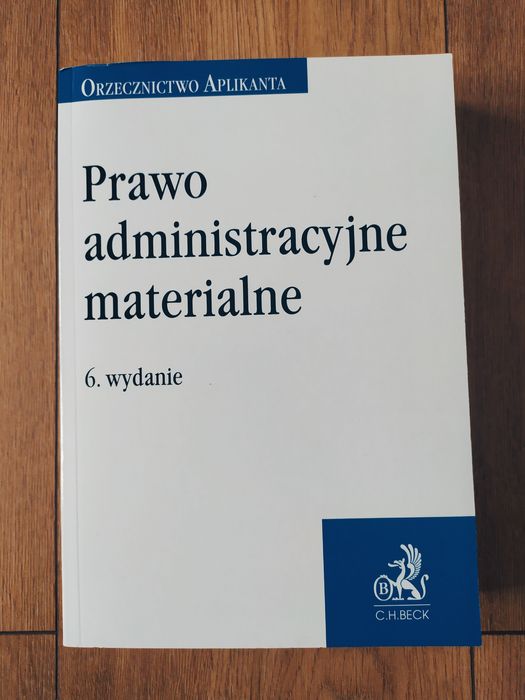 Orzecznictwo Aplikanta
Prawo
administracyjne
materialne
6. wydanie
B
C.H.BECK